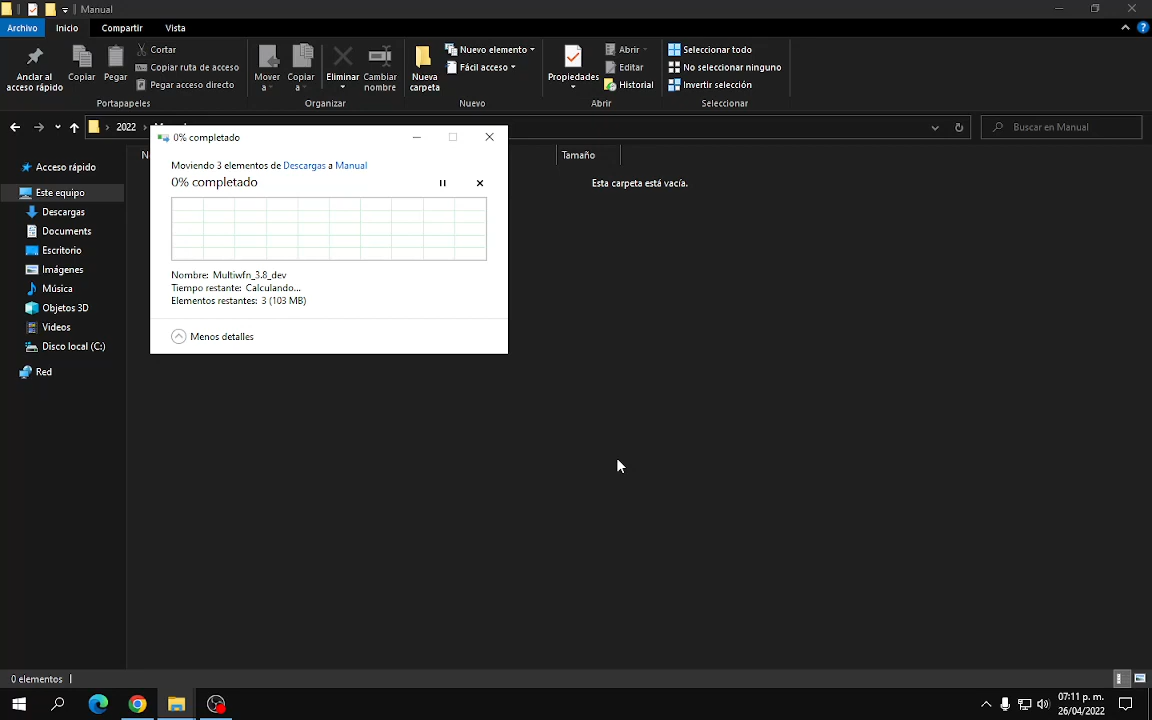 Manual
Archivo Inicio Compartir Vista
Anclar al acceso rápido
Copiar
Pegar
Cortar
Copiar ruta de acceso
Pegar acceso directo
Portapapeles
Mover a
Copiar a
Eliminar
Cambiar nombre
Organizar
Nueva carpeta
Nuevo elemento
Fácil acceso
Nuevo
Propiedades
Abrir
Editar
Historial
Abrir
Seleccionar todo
No seleccionar ninguno
Invertir selección
Seleccionar
2022
Buscar en Manual
Tamaño
Esta carpeta está vacía.
Acceso rápido
Este equipo
Descargas
Documents
Escritorio
Imágenes
Música
Objetos 3D
Videos
Disco local (C:)
Red
0% completado
Moviendo 3 elementos de Descargas a Manual
0% completado
Nombre: Multiwfn_3.8_dev
Tiempo restante: Calculando...
Elementos restantes: 3 (103 MB)
Menos detalles
0 elementos
07:11 p. m.
26/04/2022